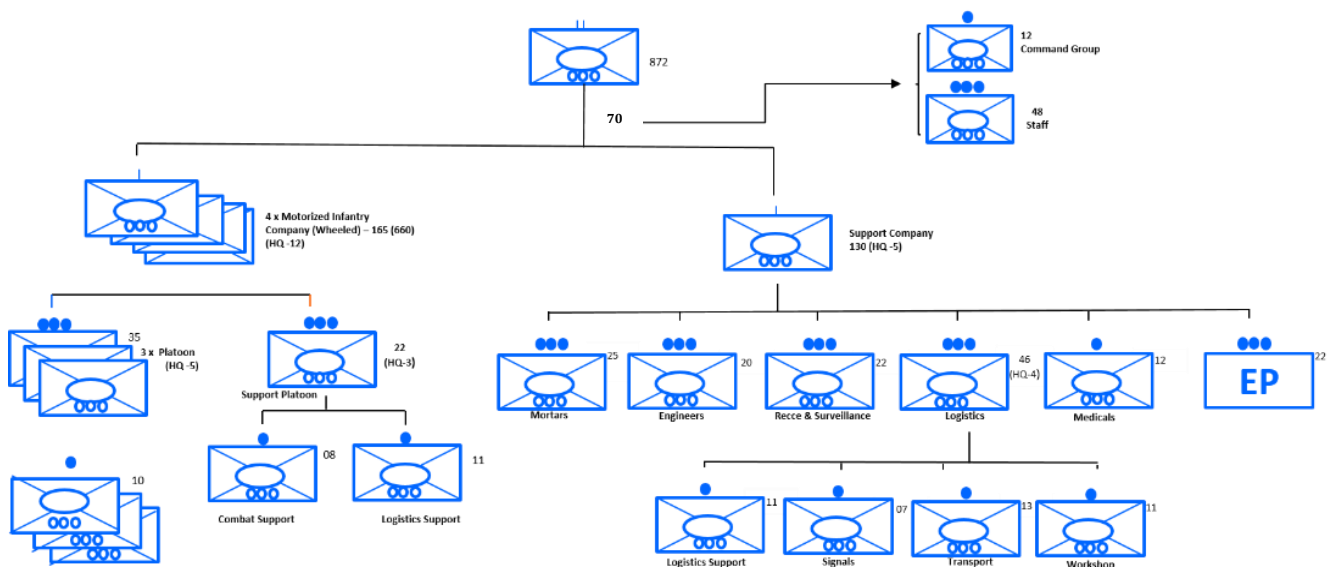 872
12
Command Group
70
48
Staff
4 x Motorized Infantry
Company (Wheeled) – 165 (660)
(HQ -12)
Support Company
130 (HQ -5)
35
3 x Platoon
(HQ -5)
22
(HQ-3)
Support Platoon
25
Mortars
20
Engineers
22
Recce & Surveillance
46
(HQ-4)
Logistics
12
Medicals
22
EP
10
08
Combat Support
11
Logistics Support
11
Logistics Support
07
Signals
13
Transport
11
Workshop